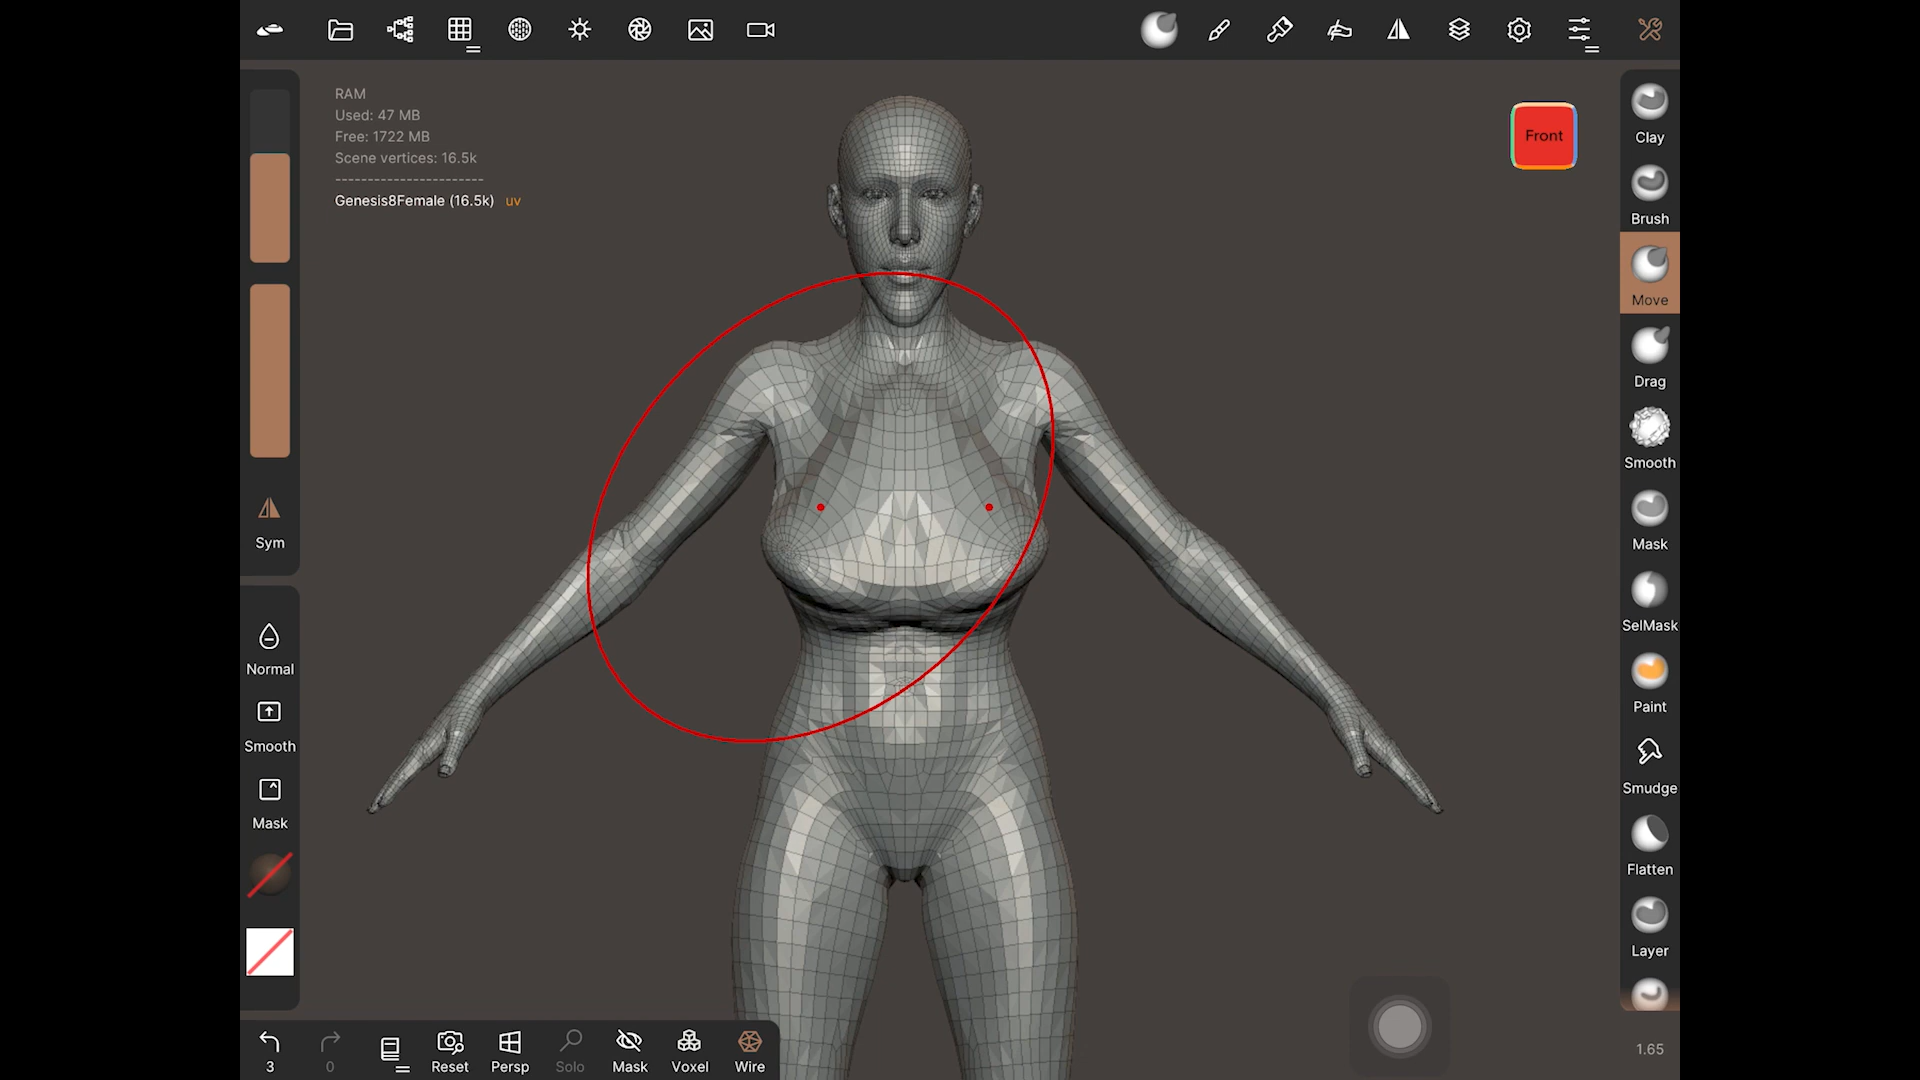 RAM
Used: 47 MB
Free: 1722 MB
Scene vertices: 16.5k
-----------------------
Genesis8Female (16.5k) uv
Front
Sym
Normal
Smooth
Mask
Clay
Brush
Move
Drag
Smooth
Mask
SelMask
Paint
Smudge
Flatten
Layer
3
0
Reset
Persp
Solo
Mask
Voxel
Wire
1.65